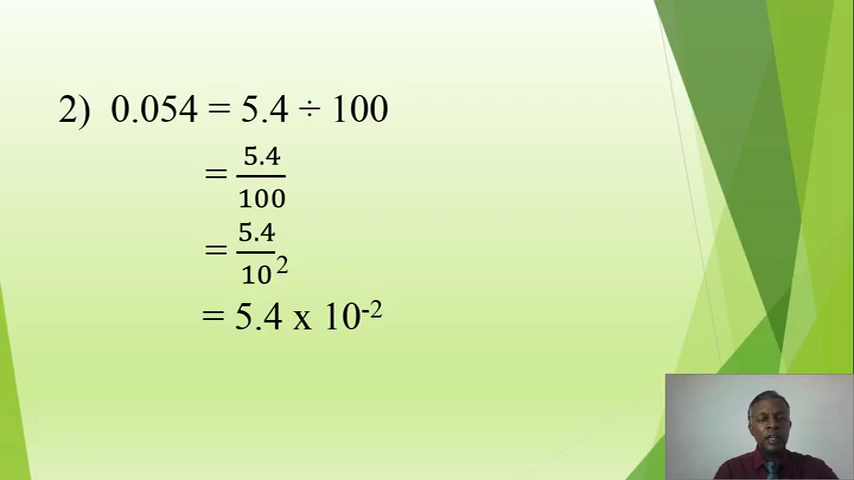 2) 0.054 = 5.4 ÷ 100
= 5.4/100
= 5.4/10²
= 5.4 x 10⁻²